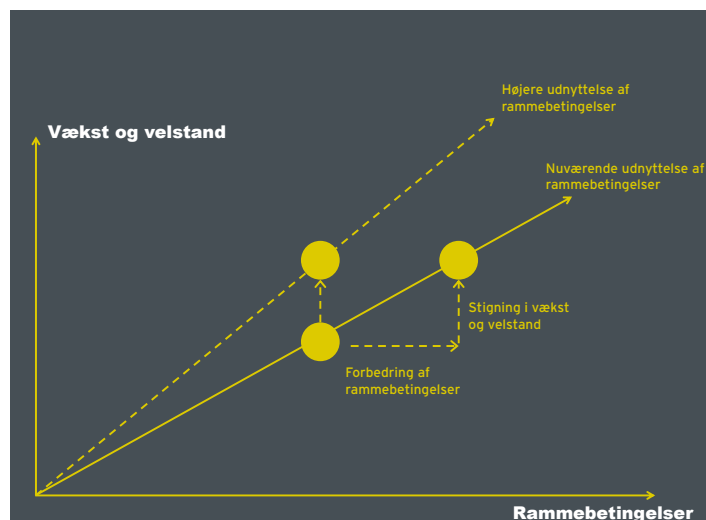 Højere udnyttelse af
rammebetingelser
Vækst og velstand
Nuværende udnyttelse af
rammebetingelser
Stigning i vækst
og velstand
Forbedring af
rammebetingelser
Rammebetingelser